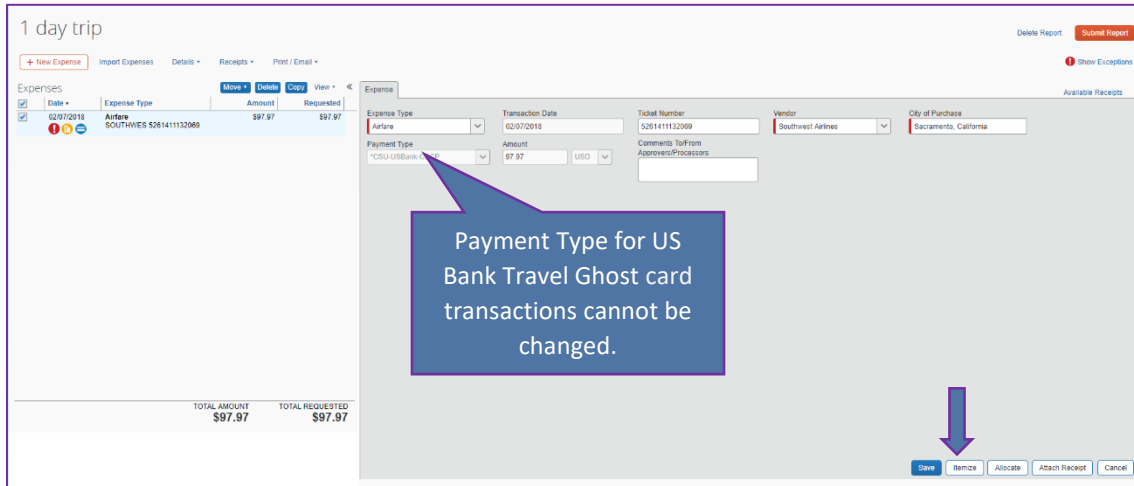 1 day trip
Delete Report Submit Report
+ New Expense Import Expenses Details Receipts Print / Email
Show Exceptions
Expenses Move Delete Copy View «
Available Receipts
Date Expense Type Amount Requested
02/07/2018 Airfare $97.97 $97.97
SOUTHWES 5261411132069
TOTAL AMOUNT TOTAL REQUESTED
$97.97 $97.97
Expense
Expense Type Transaction Date Ticket Number Vendor City of Purchase
Airfare 02/07/2018 5261411132069 Southwest Airlines Sacramento, California
Payment Type Amount Comments To/From
Approvers/Processors
*CSU-USBank- 97.97 USD
Payment Type for US
Bank Travel Ghost card
transactions cannot be
changed.
Save Itemize Allocate Attach Receipt Cancel